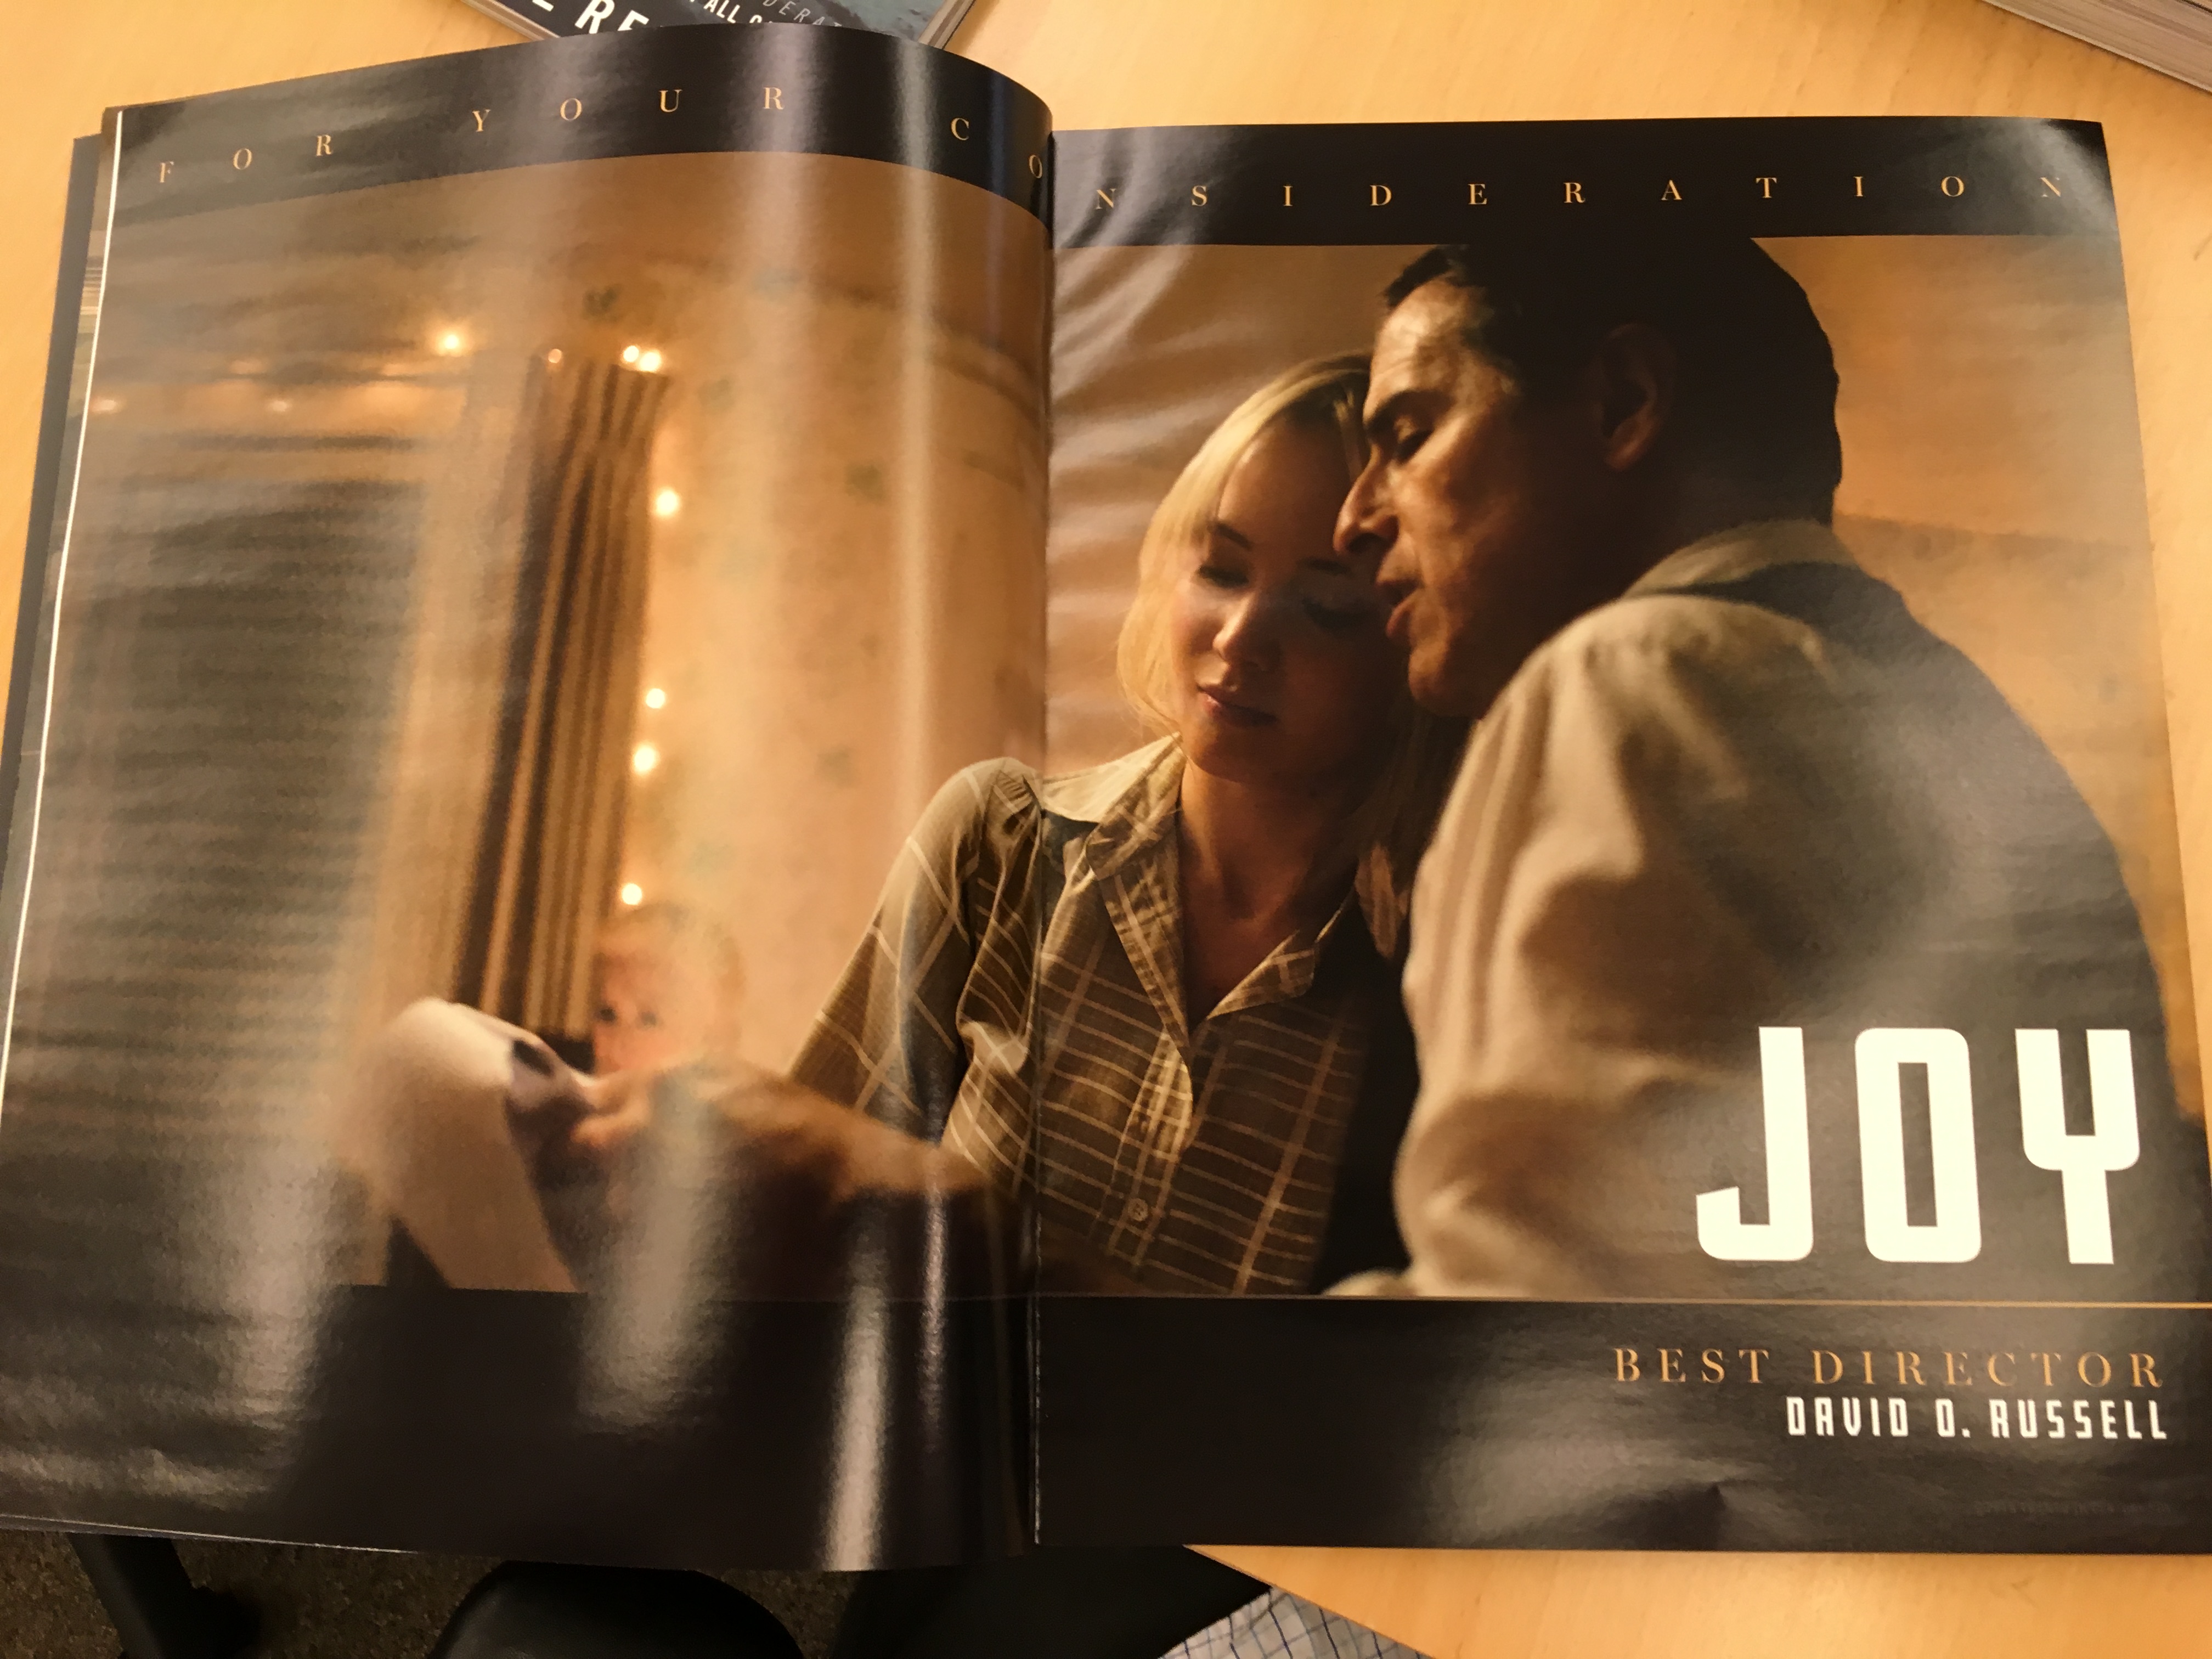 FOR YOUR CONSIDERATION
JOY
BEST DIRECTOR
DAVID O. RUSSELL